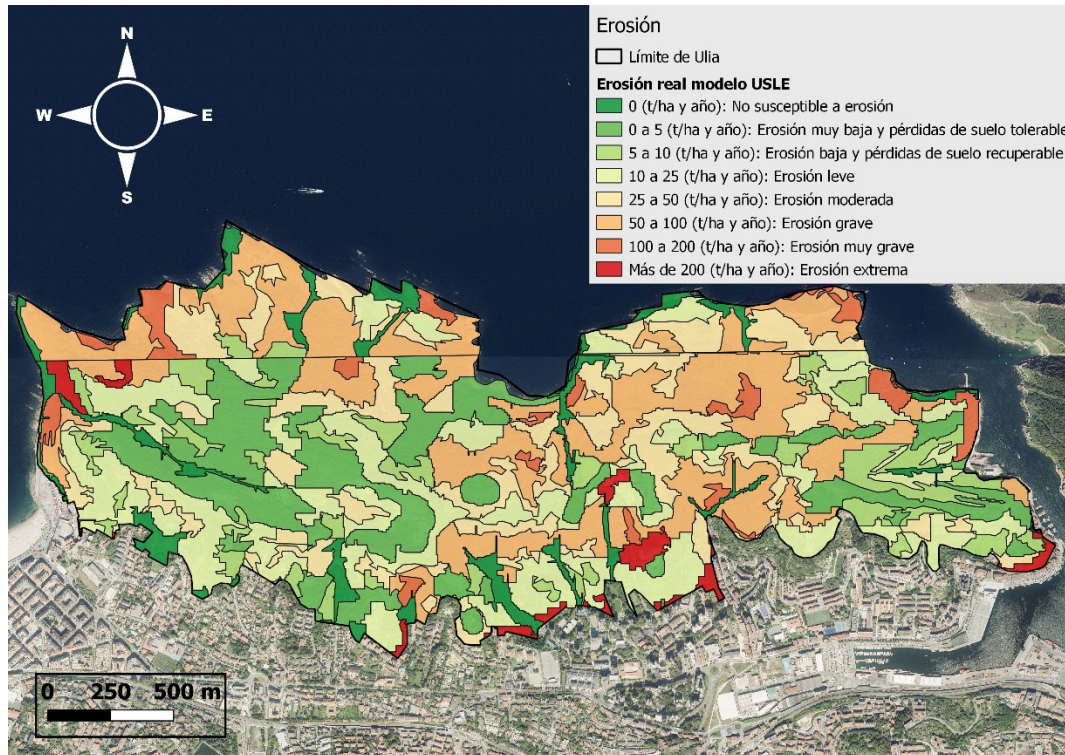 N
W E
S
Erosión
Límite de Ulia
Erosión real modelo USLE
0 (t/ha y año): No susceptible a erosión
0 a 5 (t/ha y año): Erosión muy baja y pérdidas de suelo tolerable
5 a 10 (t/ha y año): Erosión baja y pérdidas de suelo recuperable
10 a 25 (t/ha y año): Erosión leve
25 a 50 (t/ha y año): Erosión moderada
50 a 100 (t/ha y año): Erosión grave
100 a 200 (t/ha y año): Erosión muy grave
Más de 200 (t/ha y año): Erosión extrema
0 250 500 m